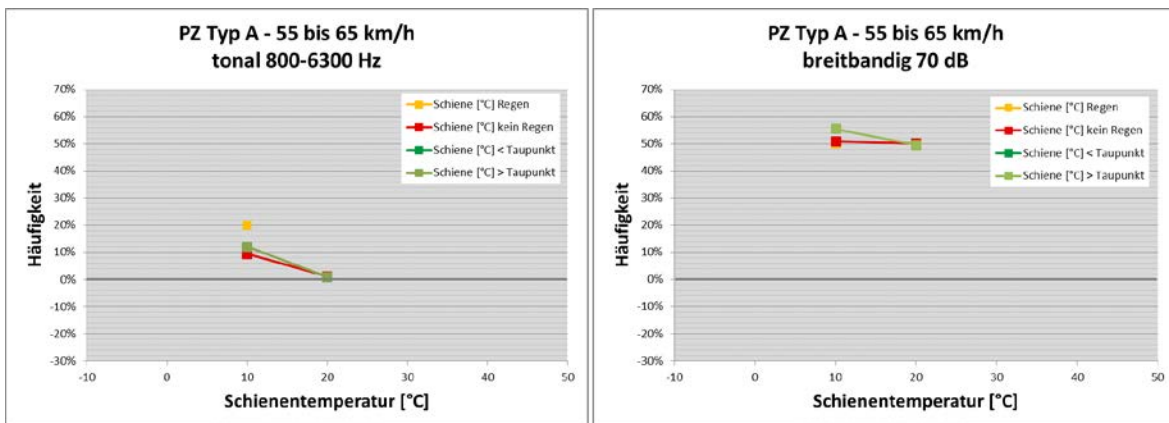 PZ Typ A - 55 bis 65 km/h
tonal 800-6300 Hz
70%
60%
50%
40%
30%
20%
10%
0%
-10%
-20%
-30%
Häufigkeit
Schiene [°C] Regen
Schiene [°C] kein Regen
Schiene [°C] < Taupunkt
Schiene [°C] > Taupunkt
-10 0 10 20 30 40 50
Schienentemperatur [°C]
PZ Typ A - 55 bis 65 km/h
breitbandig 70 dB
70%
60%
50%
40%
30%
20%
10%
0%
-10%
-20%
-30%
Häufigkeit
Schiene [°C] Regen
Schiene [°C] kein Regen
Schiene [°C] < Taupunkt
Schiene [°C] > Taupunkt
-10 0 10 20 30 40 50
Schienentemperatur [°C]